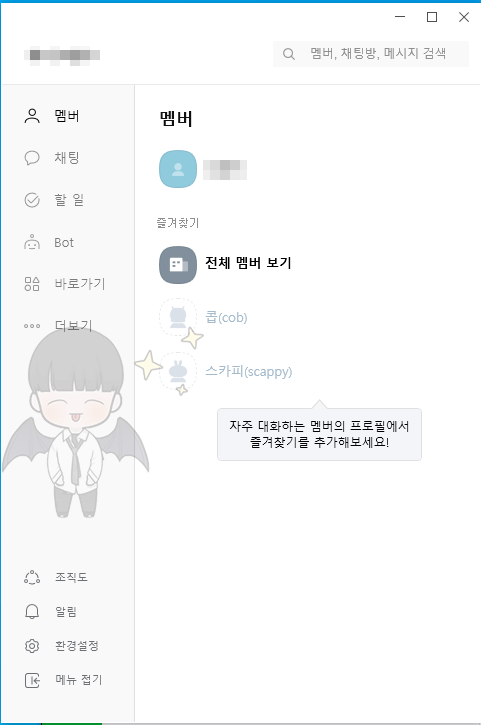 멤버, 채팅방, 메시지 검색
멤버
채팅
할 일
Bot
바로가기
더보기
조직도
알림
환경설정
메뉴 접기
멤버
즐겨찾기
전체 멤버 보기
콥(cob)
스카피(scappy)
자주 대화하는 멤버의 프로필에서
즐겨찾기를 추가해보세요!